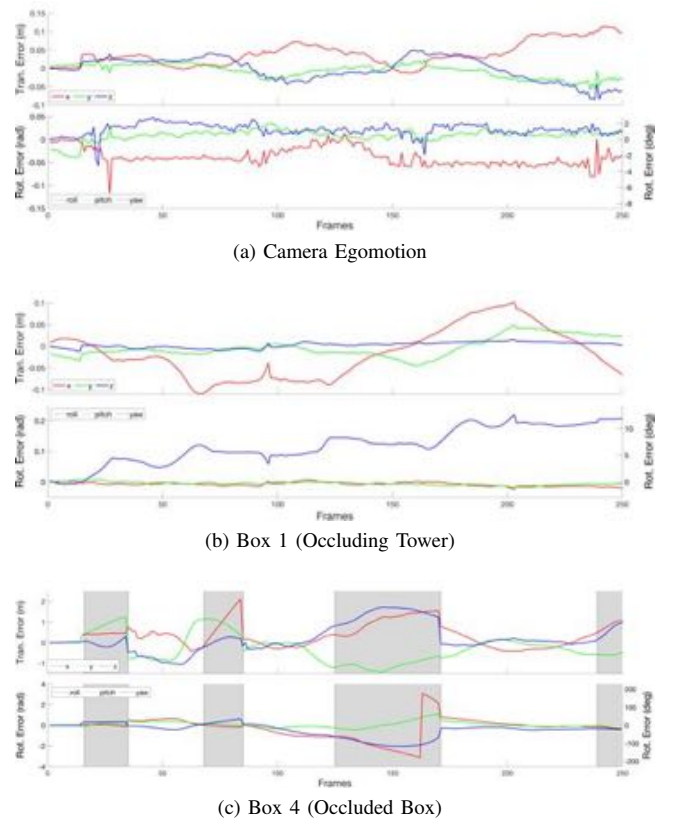 0.15
0.1
0.05
0
-0.05
-0.1
Tran. Error (m)
x y z
0.05
0
-0.05
-0.1
-0.15
Rot. Error (rad)
2
0
-2
-4
-6
-8
Rot. Error (deg)
roll pitch yaw
0 50 100 150 200 250
Frames
(a) Camera Egomotion
0.1
0.05
0
-0.05
-0.1
Tran. Error (m)
x y z
0.2
0.1
0
Rot. Error (rad)
10
5
0
Rot. Error (deg)
roll pitch yaw
0 50 100 150 200 250
Frames
(b) Box 1 (Occluding Tower)
2
1
0
-1
Tran. Error (m)
x y z
4
2
0
-2
-4
Rot. Error (rad)
200
100
0
-100
-200
Rot. Error (deg)
roll pitch yaw
0 50 100 150 200 250
Frames
(c) Box 4 (Occluded Box)